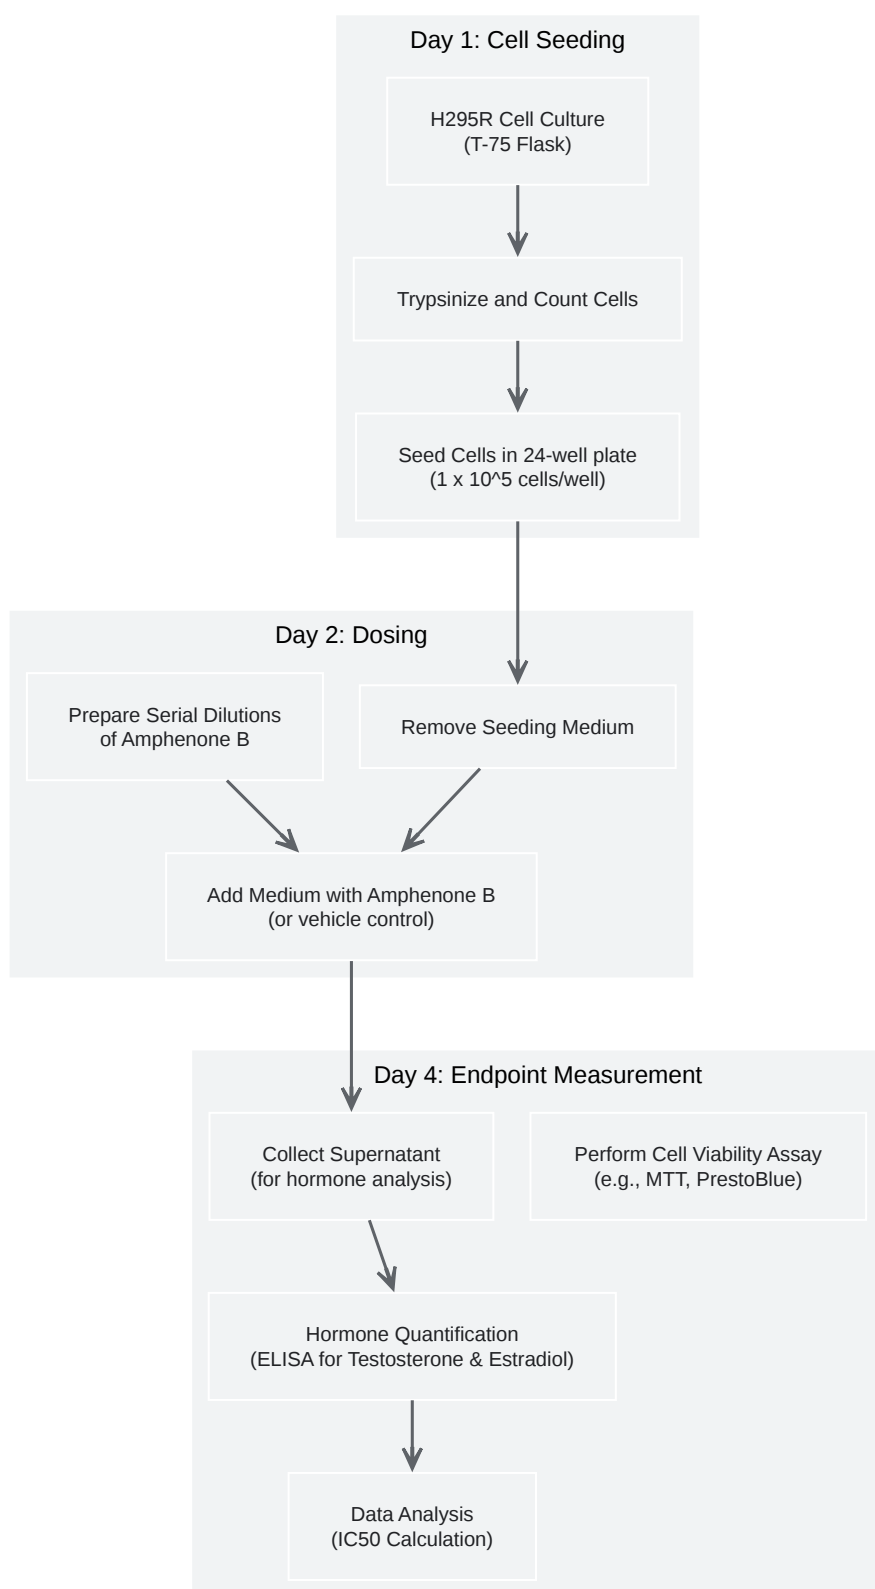 Day 1: Cell Seeding
H295R Cell Culture
(T-75 Flask)
Trypsinize and Count Cells
Seed Cells in 24-well plate
(1 x 10^5 cells/well)
Day 2: Dosing
Prepare Serial Dilutions
of Amphenone B
Remove Seeding Medium
Add Medium with Amphenone B
(or vehicle control)
Day 4: Endpoint Measurement
Collect Supernatant
(for hormone analysis)
Perform Cell Viability Assay
(e.g., MTT, PrestoBlue)
Hormone Quantification
(ELISA for Testosterone & Estradiol)
Data Analysis
(IC50 Calculation)